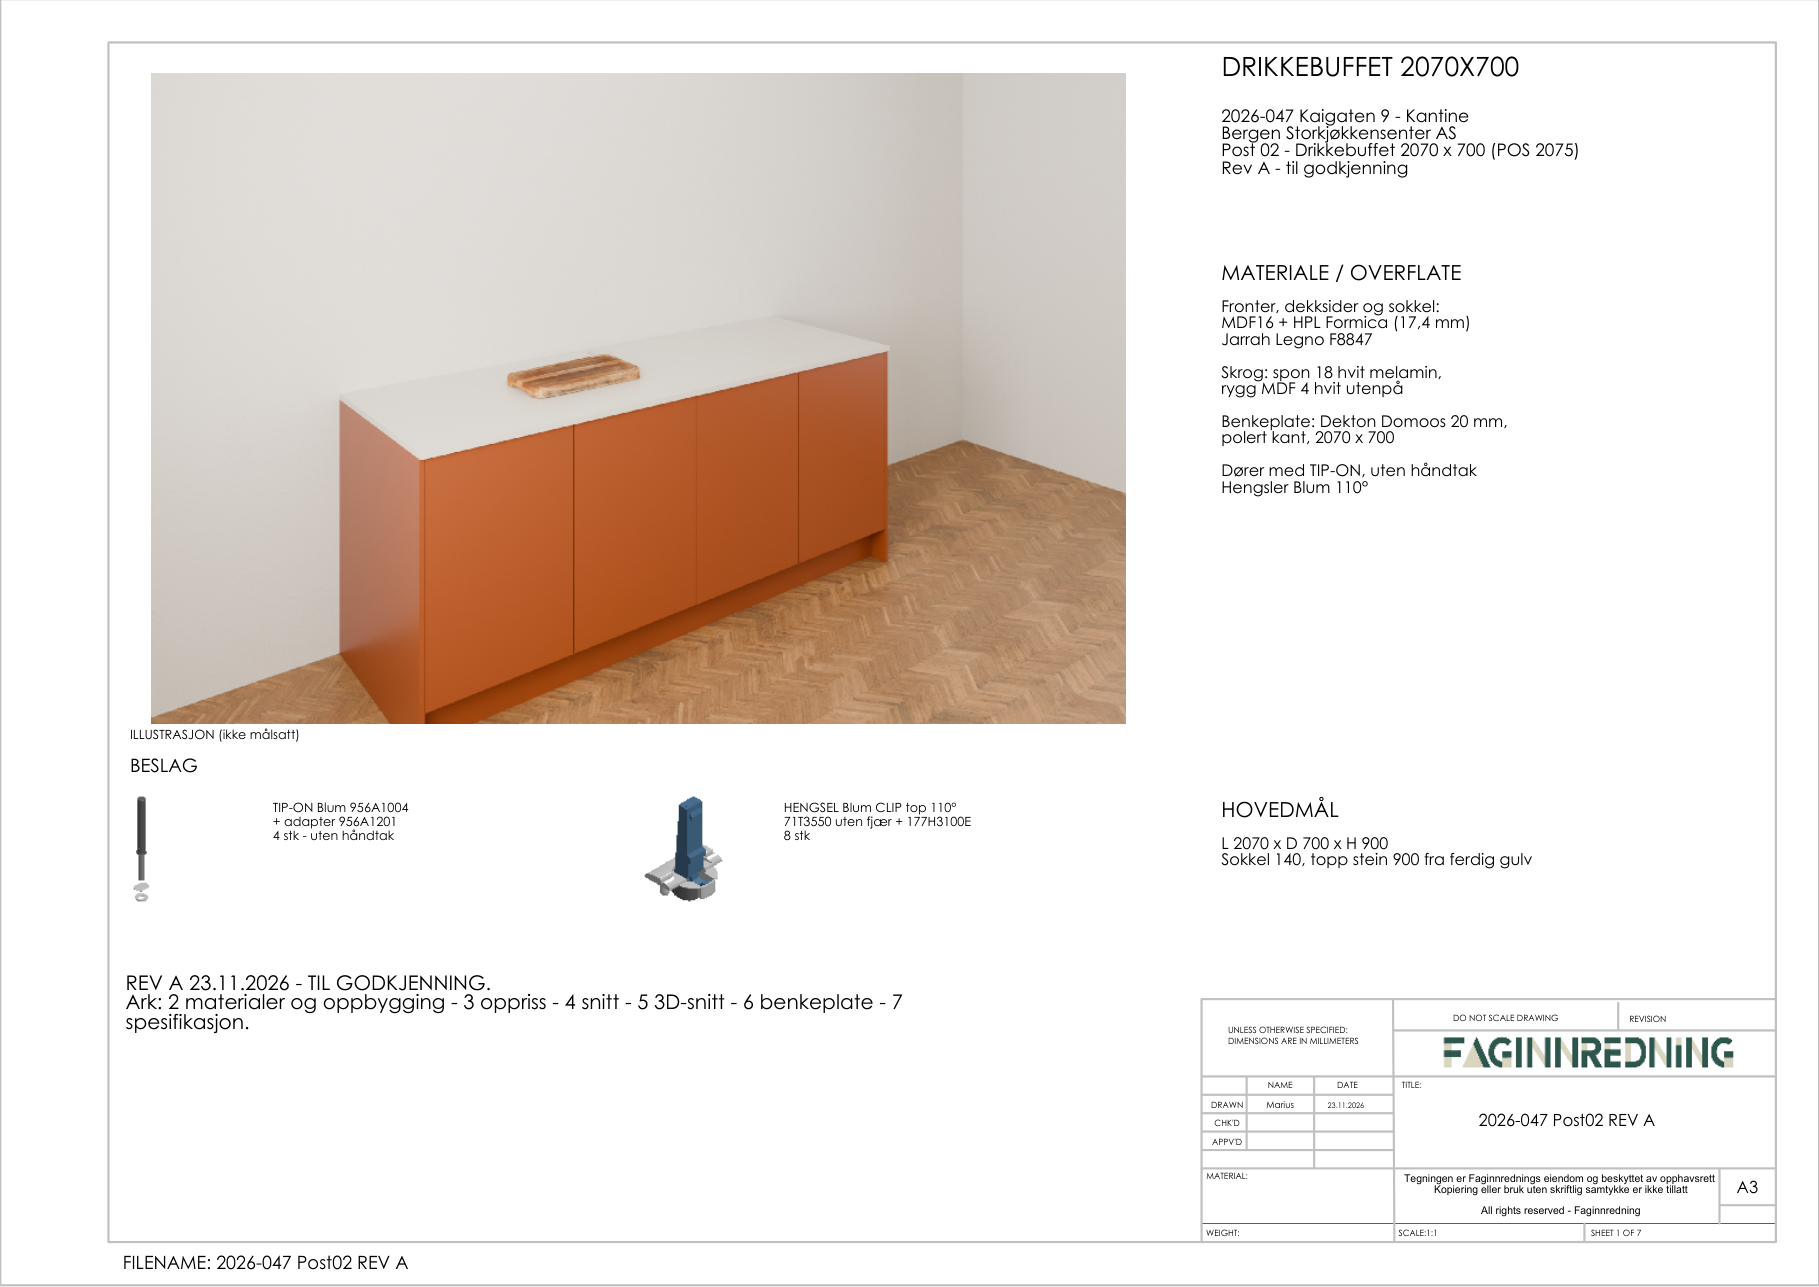 DRIKKEBUFFET 2070X700
2026-047 Kaigaten 9 - Kantine
Bergen Storkjøkkensenter AS
Post 02 - Drikkebuffet 2070 x 700 (POS 2075)
Rev A - til godkjenning
MATERIALE / OVERFLATE
Fronter, dekksider og sokkel:
MDF16 + HPL Formica (17,4 mm)
Jarrah Legno F8847
Skrog: spon 18 hvit melamin,
rygg MDF 4 hvit utenpå
Benkeplate: Dekton Domoos 20 mm,
polert kant, 2070 x 700
Dører med TIP-ON, uten håndtak
Hengsler Blum 110°
ILLUSTRASJON (ikke målsatt)
BESLAG
TIP-ON Blum 956A1004
+ adapter 956A1201
4 stk - uten håndtak
HENGSEL Blum CLIP top 110°
71T3550 uten fjær + 177H3100E
8 stk
HOVEDMÅL
L 2070 x D 700 x H 900
Sokkel 140, topp stein 900 fra ferdig gulv
REV A 23.11.2026 - TIL GODKJENNING.
Ark: 2 materialer og oppbygging - 3 oppriss - 4 snitt - 5 3D-snitt - 6 benkeplate - 7
spesifikasjon.
UNLESS OTHERWISE SPECIFIED:
DIMENSIONS ARE IN MILLIMETERS
DO NOT SCALE DRAWING
REVISION
FAGINNREDNING
NAME
DATE
TITLE:
DRAWN
Marius
23.11.2026
CHK'D
APPV'D
2026-047 Post02 REV A
MATERIAL:
Tegningen er Faginnrednings eiendom og beskyttet av opphavsrett
Kopiering eller bruk uten skriftlig samtykke er ikke tillatt
All rights reserved - Faginnredning
A3
WEIGHT:
SCALE:1:1
SHEET 1 OF 7
FILENAME: 2026-047 Post02 REV A